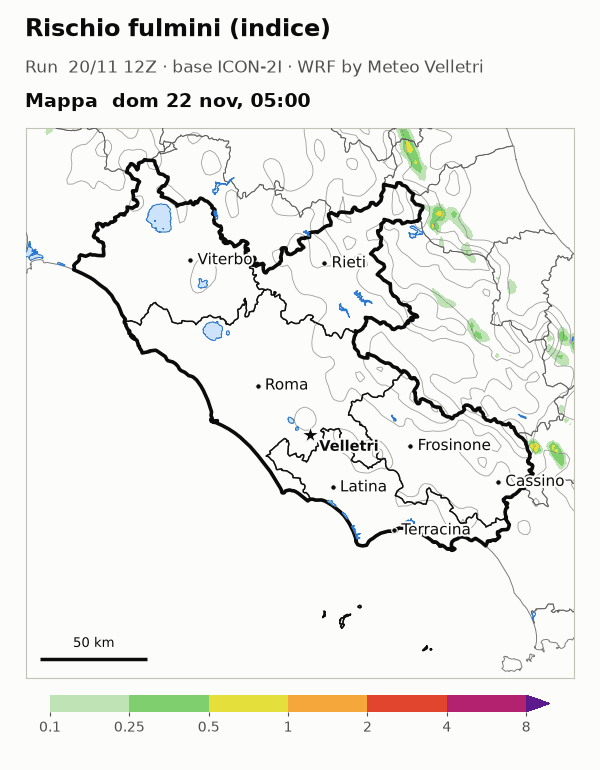 Rischio fulmini (indice)
Run  20/11 12Z · base ICON-2I · WRF by Meteo Velletri
Mappa  dom 22 nov, 05:00
Viterbo
Rieti
Roma
Velletri
Frosinone
Latina
Cassino
Terracina
50 km
0.1 0.25 0.5 1 2 4 8